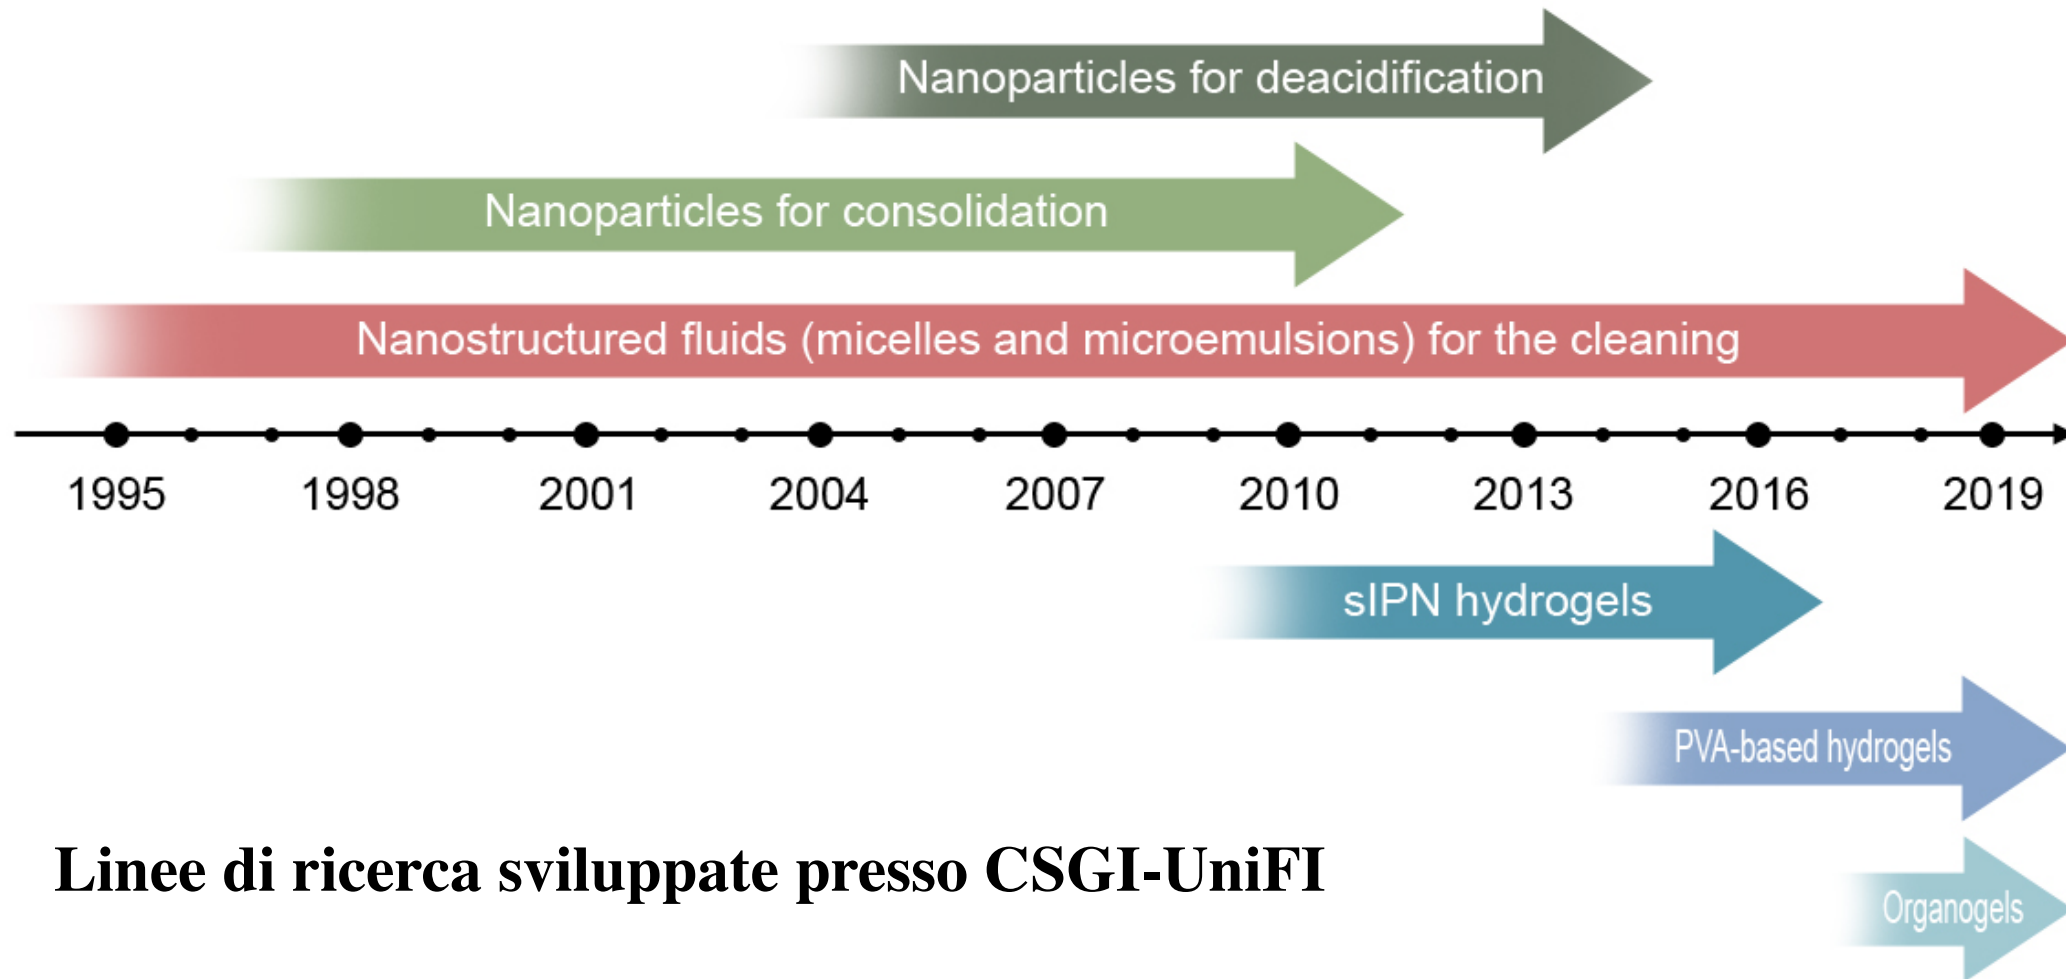 Nanoparticles for deacidification
Nanoparticles for consolidation
Nanostructured fluids (micelles and microemulsions) for the cleaning
1995 1998 2001 2004 2007 2010 2013 2016 2019
sIPN hydrogels
PVA-based hydrogels
Linee di ricerca sviluppate presso CSGI-UniFI
Organogels